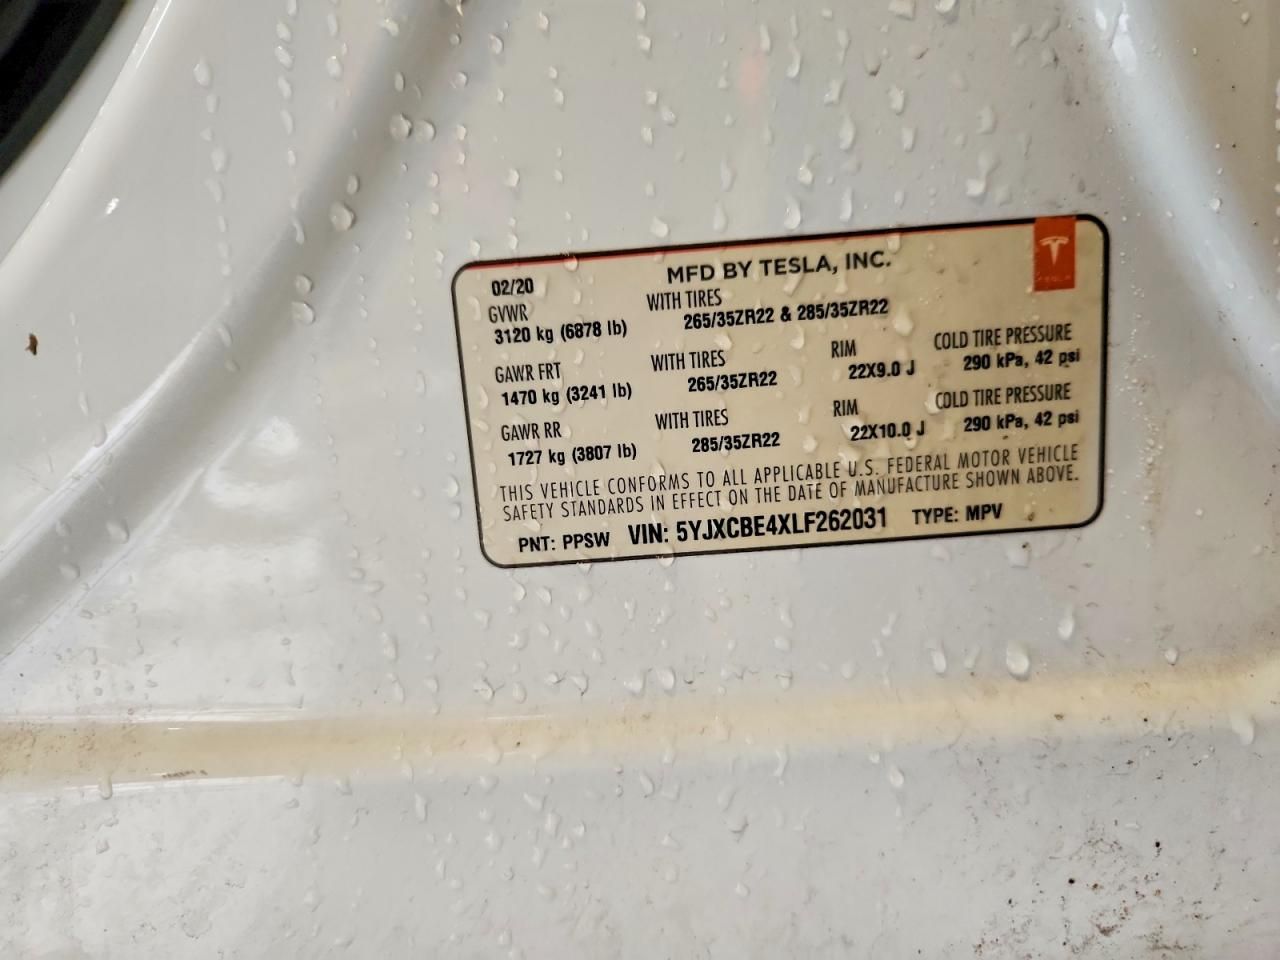 02/20 MFD BY TESLA, INC.
GVWR WITH TIRES
3120 kg (6878 lb) 265/35ZR22 & 285/35ZR22
GAWR FRT WITH TIRES RIM COLD TIRE PRESSURE
1470 kg (3241 lb) 265/35ZR22 22X9.0 J 290 kPa, 42 psi
GAWR RR WITH TIRES RIM COLD TIRE PRESSURE
1727 kg (3807 lb) 285/35ZR22 22X10.0 J 290 kPa, 42 psi
THIS VEHICLE CONFORMS TO ALL APPLICABLE U.S. FEDERAL MOTOR VEHICLE
SAFETY STANDARDS IN EFFECT ON THE DATE OF MANUFACTURE SHOWN ABOVE.
PNT: PPSW VIN: 5YJXCBE4XLF262031 TYPE: MPV